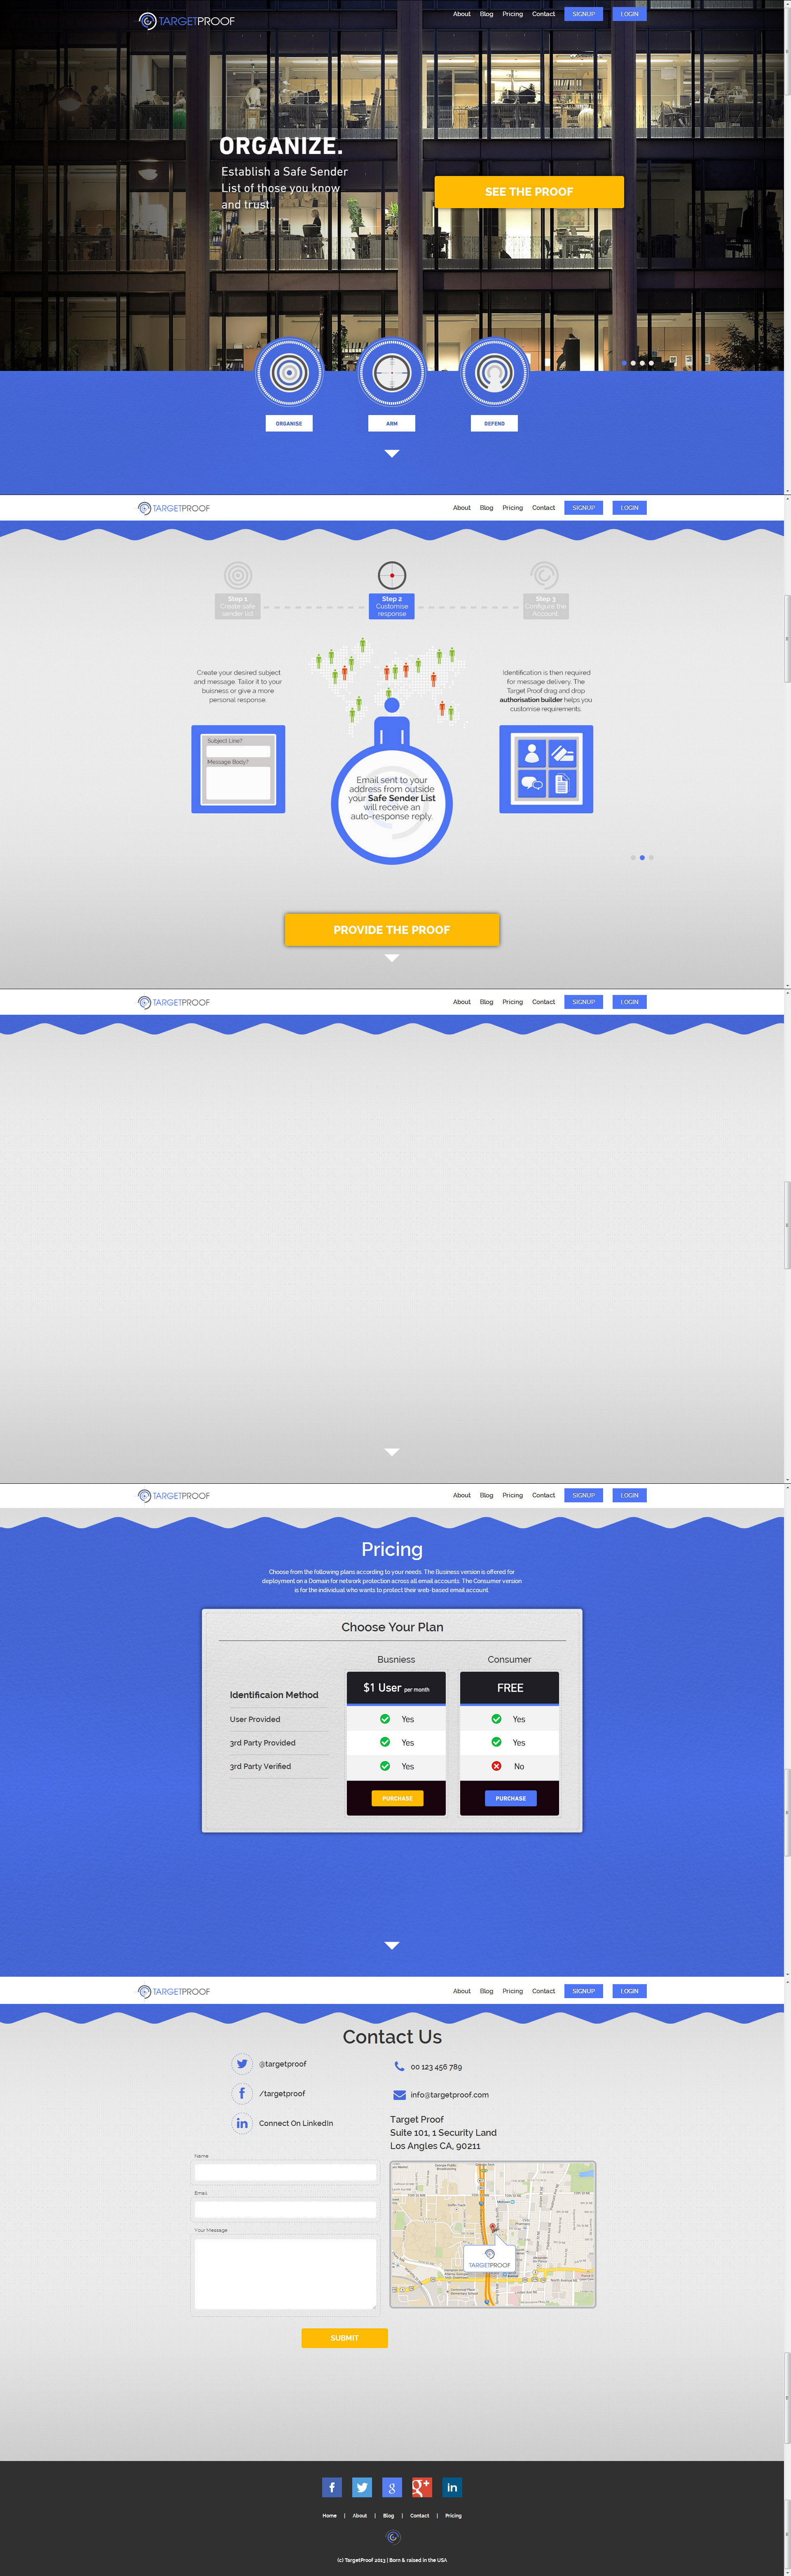 TARGETPROOF
About Blog Pricing Contact SIGNUP LOGIN
ORGANIZE.
Establish a Safe Sender
List of those you know
and trust.
SEE THE PROOF
ORGANISE ARM DEFEND
TARGETPROOF
About Blog Pricing Contact SIGNUP LOGIN
Step 1
Create safe
sender list
Step 2
Customise
response
Step 3
Configure the
Account
Create your desired subject
and message. Tailor it to your
buisness or give a more
personal response.
Subject Line?
Message Body?
Email sent to your
address from outside
your Safe Sender List
will receive an
auto-response reply.
Identification is then required
for message delivery. The
Target Proof drag and drop
authorisation builder helps you
customise requirements.
PROVIDE THE PROOF
TARGETPROOF
About Blog Pricing Contact SIGNUP LOGIN
TARGETPROOF
About Blog Pricing Contact SIGNUP LOGIN
Pricing
Choose from the following plans according to your needs. The Business version is offered for
deployment on a Domain for network protection across all email accounts. The Consumer version
is for the individual who wants to protect their web-based email account.
Choose Your Plan
Busniess Consumer
$1 User per month FREE
Identificaion Method
User Provided Yes Yes
3rd Party Provided Yes Yes
3rd Party Verified Yes No
PURCHASE PURCHASE
TARGETPROOF
About Blog Pricing Contact SIGNUP LOGIN
Contact Us
@targetproof
/targetproof
Connect On LinkedIn
00 123 456 789
info@targetproof.com
Target Proof
Suite 101, 1 Security Land
Los Angles CA, 90211
Name
Email
Your Message
SUBMIT
TARGETPROOF
Home | About | Blog | Contact | Pricing
(c) TargetProof 2013 | Born & raised in the USA